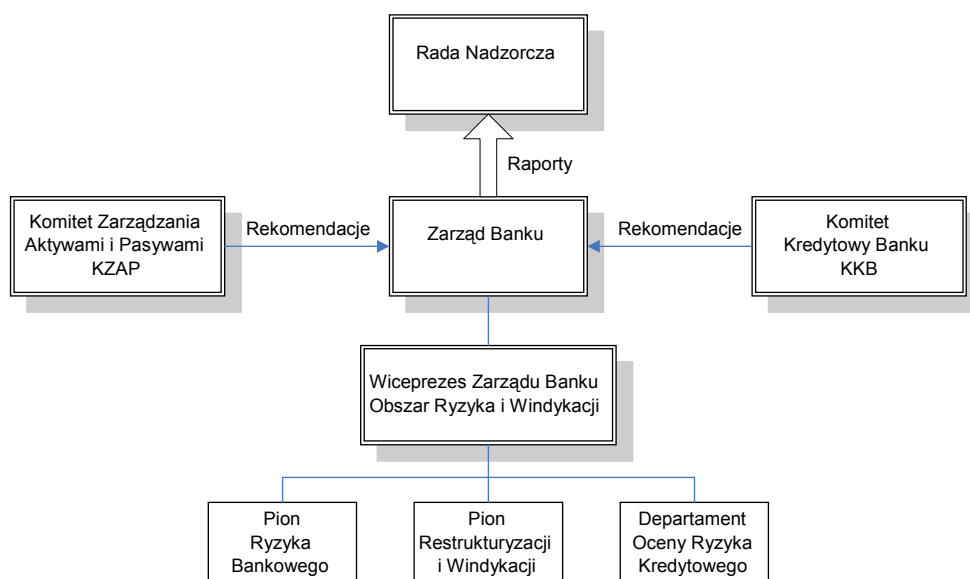 Rada Nadzorcza
Raporty
Komitet Zarządzania
Aktywami i Pasywami
KZAP
Rekomendacje
Zarząd Banku
Rekomendacje
Komitet
Kredytowy Banku
KKB
Wiceprezes Zarządu Banku
Obszar Ryzyka i Windykacji
Pion
Ryzyka
Bankowego
Pion
Restrukturyzacji
i Windykacji
Departament
Oceny Ryzyka
Kredytowego